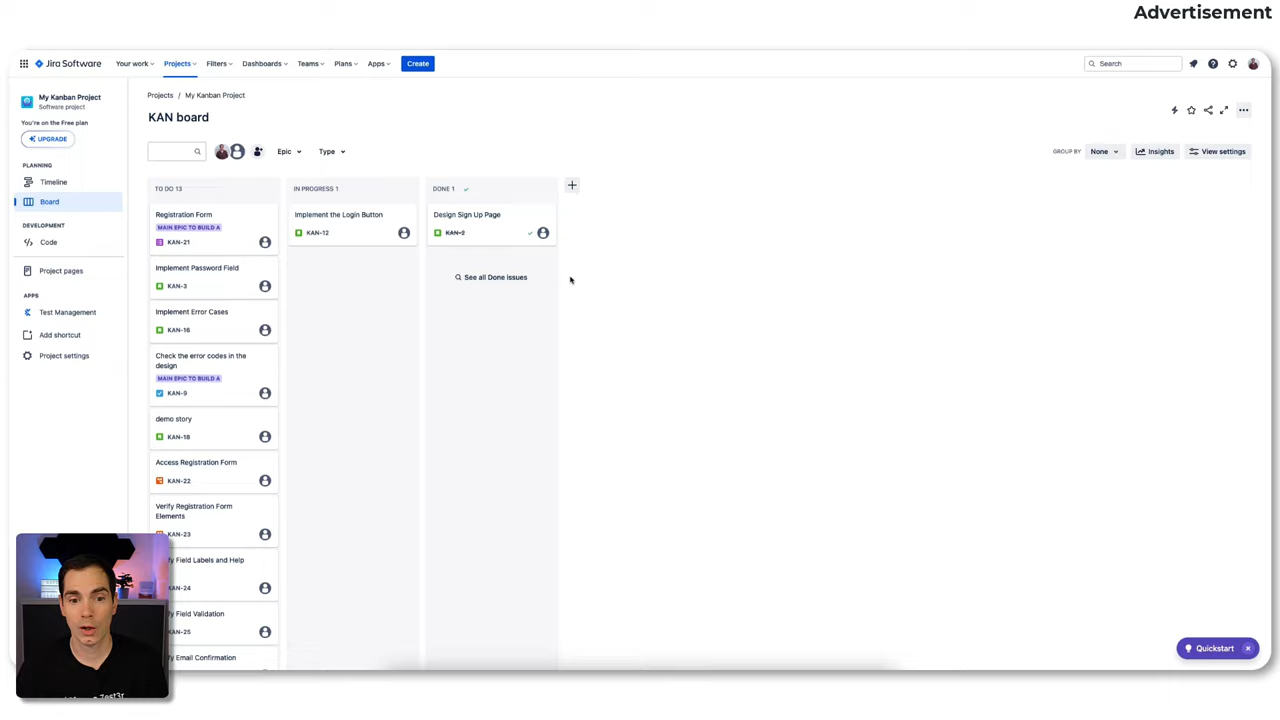 Advertisement
Jira Software
Your work
Projects
Filters
Dashboards
Teams
Plans
Apps
Create
Search
My Kanban Project
Software project
You're on the Free plan
UPGRADE
PLANNING
Timeline
Board
DEVELOPMENT
Code
Project pages
APPS
Test Management
Add shortcut
Project settings
Projects / My Kanban Project
KAN board
Epic
Type
GROUP BY
None
Insights
View settings
TO DO 13
Registration Form
MAIN EPIC TO BUILD A
KAN-21
Implement Password Field
KAN-3
Implement Error Cases
KAN-16
Check the error codes in the
design
MAIN EPIC TO BUILD A
KAN-9
demo story
KAN-18
Access Registration Form
KAN-22
Verify Registration Form
Elements
KAN-23
Field Labels and Help
KAN-24
Field Validation
KAN-25
Email Confirmation
IN PROGRESS 1
Implement the Login Button
KAN-12
DONE 1
Design Sign Up Page
KAN-2
See all Done issues
Quickstart